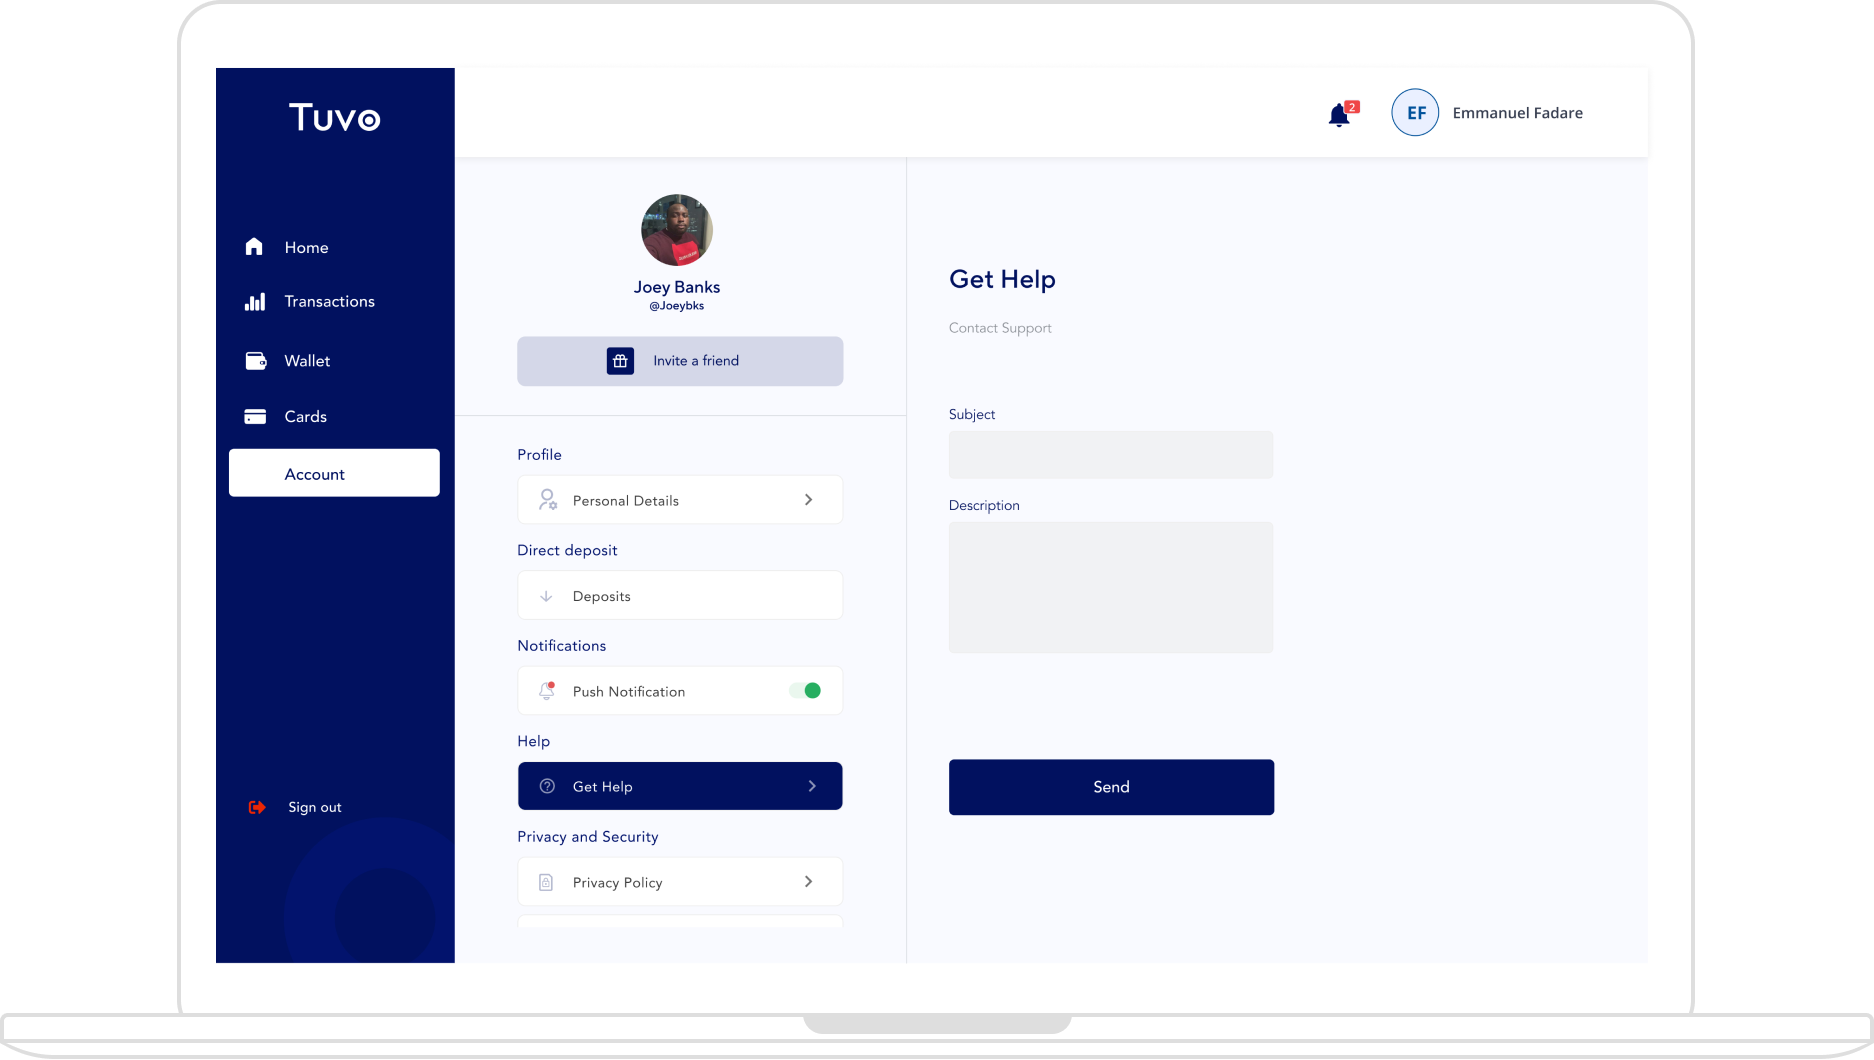 Tuvo
2
EF
Emmanuel Fadare
Home
Transactions
Wallet
Cards
Account
Sign out
Joey Banks
@Joeybks
Invite a friend
Profile
Personal Details
Direct deposit
Deposits
Notifications
Push Notification
Help
Get Help
Privacy and Security
Privacy Policy
Get Help
Contact Support
Subject
Description
Send